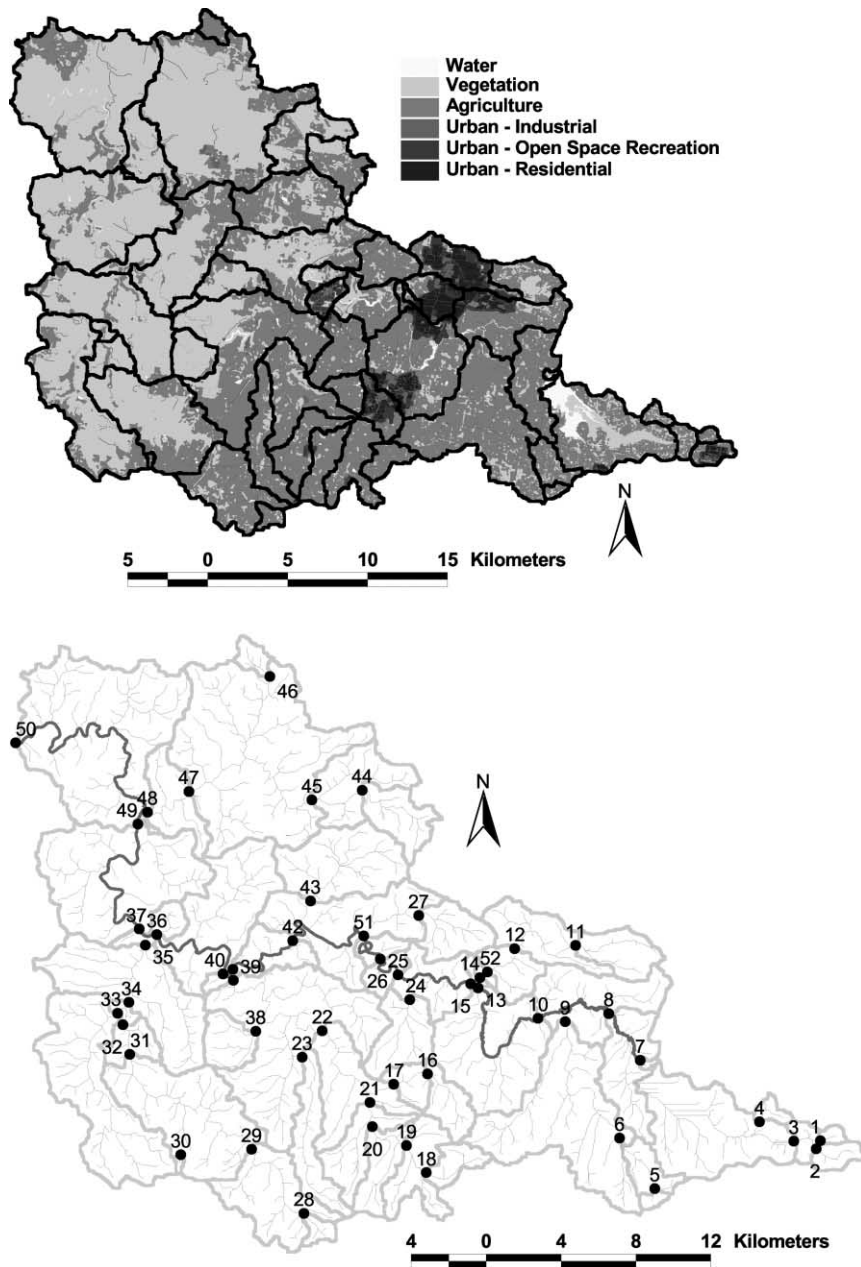 Water
Vegetation
Agriculture
Urban - Industrial
Urban - Open Space Recreation
Urban - Residential
N
5 0 5 10 15 Kilometers
46
50
N
47 45 44
48
49
43
27
37 36 42 51 12 11
35 40 39 25 14 52
26 24 15 13 10 9 8
34
33
38 22 7
32 31 23
17 16
21
4
20 19 6 3 1
30 29 2
18
5
28
4 0 4 8 12 Kilometers